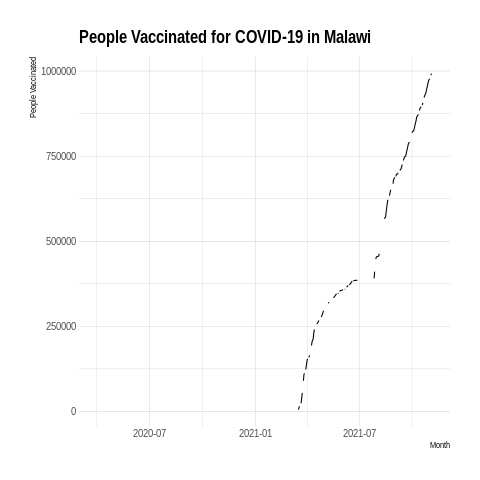 People Vaccinated for COVID-19 in Malawi
People Vaccinated
1000000
750000
500000
250000
0
2020-07 2021-01 2021-07
Month